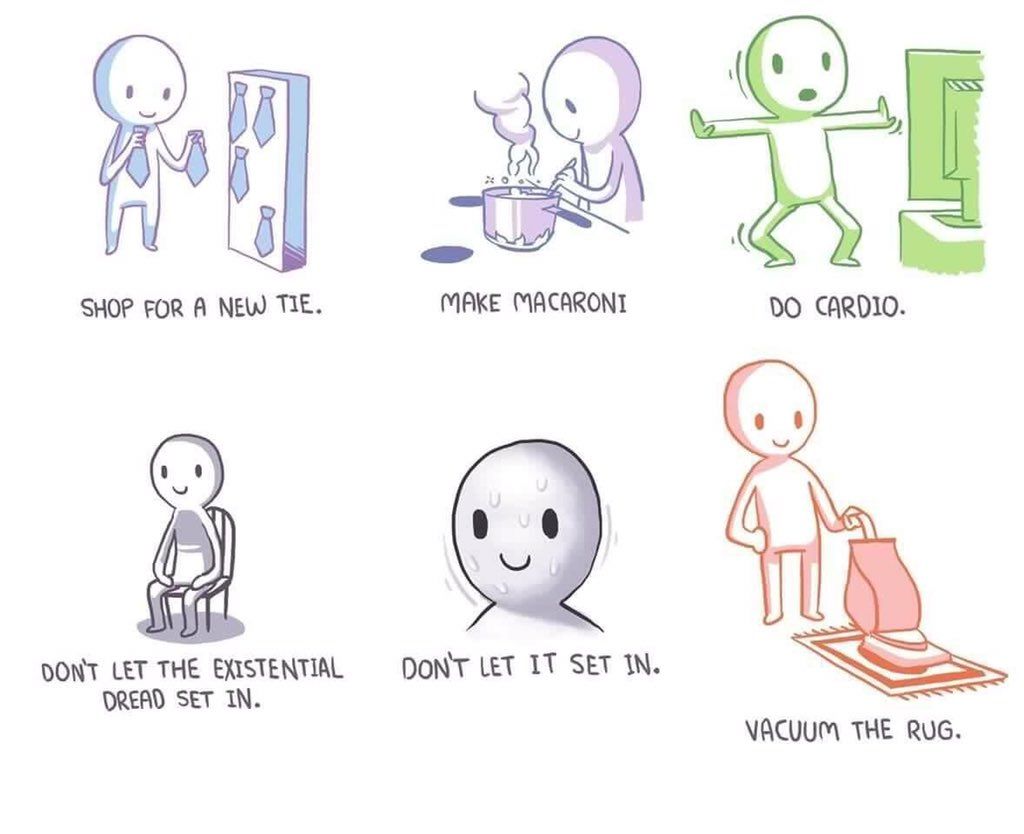 SHOP FOR A NEW TIE.
MAKE MACARONI
DO CARDIO.
DON'T LET THE EXISTENTIAL
DREAD SET IN.
DON'T LET IT SET IN.
VACUUM THE RUG.